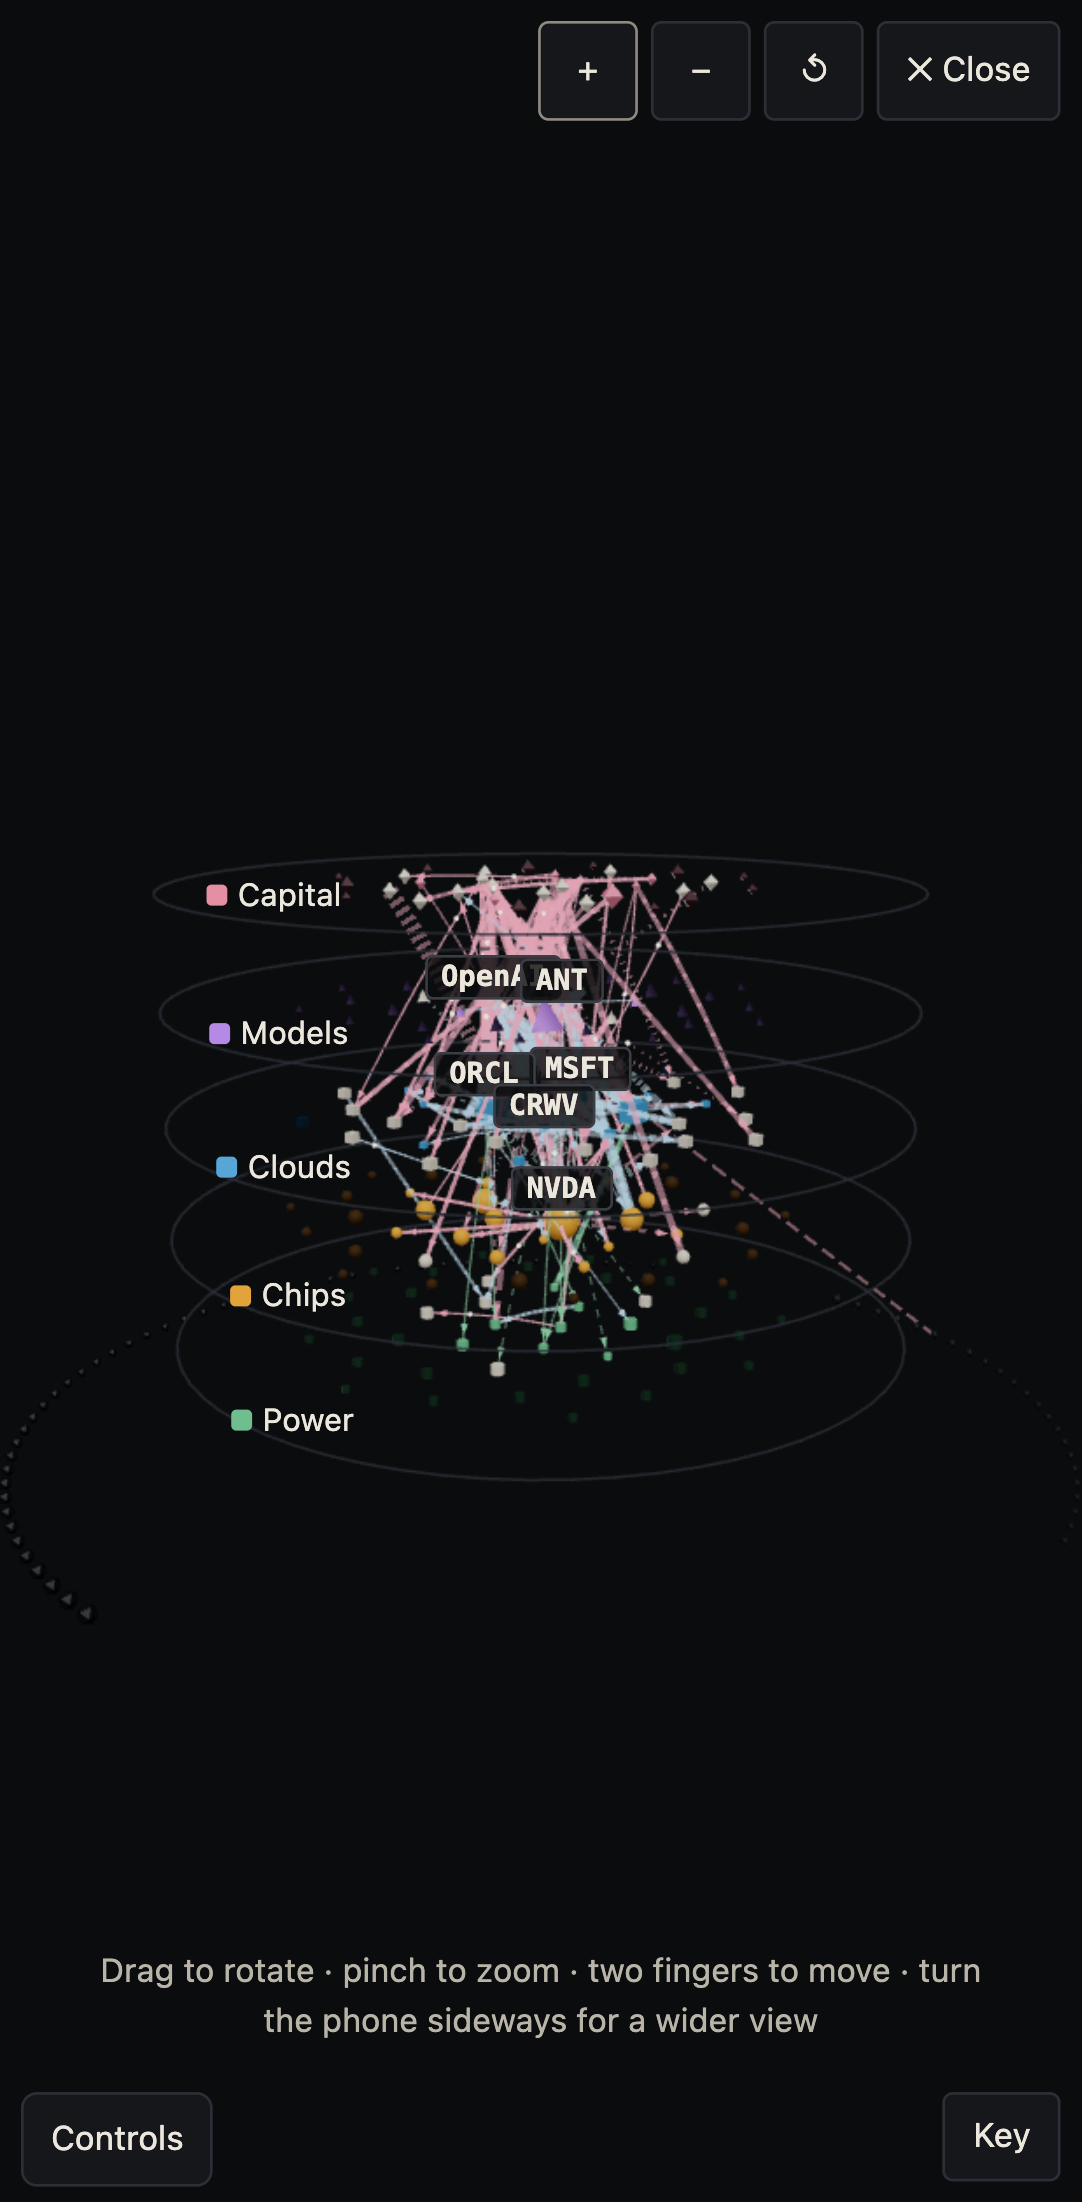 +
−
Close
Capital
OpenAI
ANT
Models
ORCL
MSFT
CRWV
Clouds
NVDA
Chips
Power
Drag to rotate · pinch to zoom · two fingers to move · turn
the phone sideways for a wider view
Controls
Key